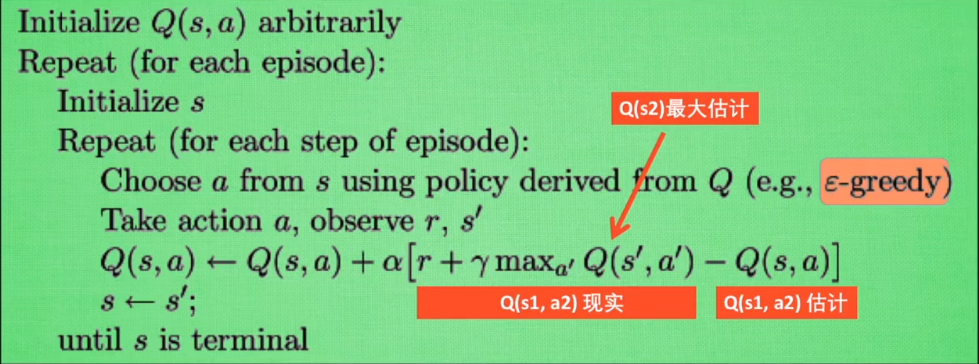 Initialize Q(s, a) arbitrarily
Repeat (for each episode):
Initialize s
Q(s2)最大估计
Repeat (for each step of episode):
Choose a from s using policy derived from Q (e.g., ε-greedy)
Take action a, observe r, s′
Q(s, a) ← Q(s, a) + α[r + γ maxₐ′ Q(s′, a′) − Q(s, a)]
s ← s′;
Q(s1, a2) 现实
Q(s1, a2) 估计
until s is terminal